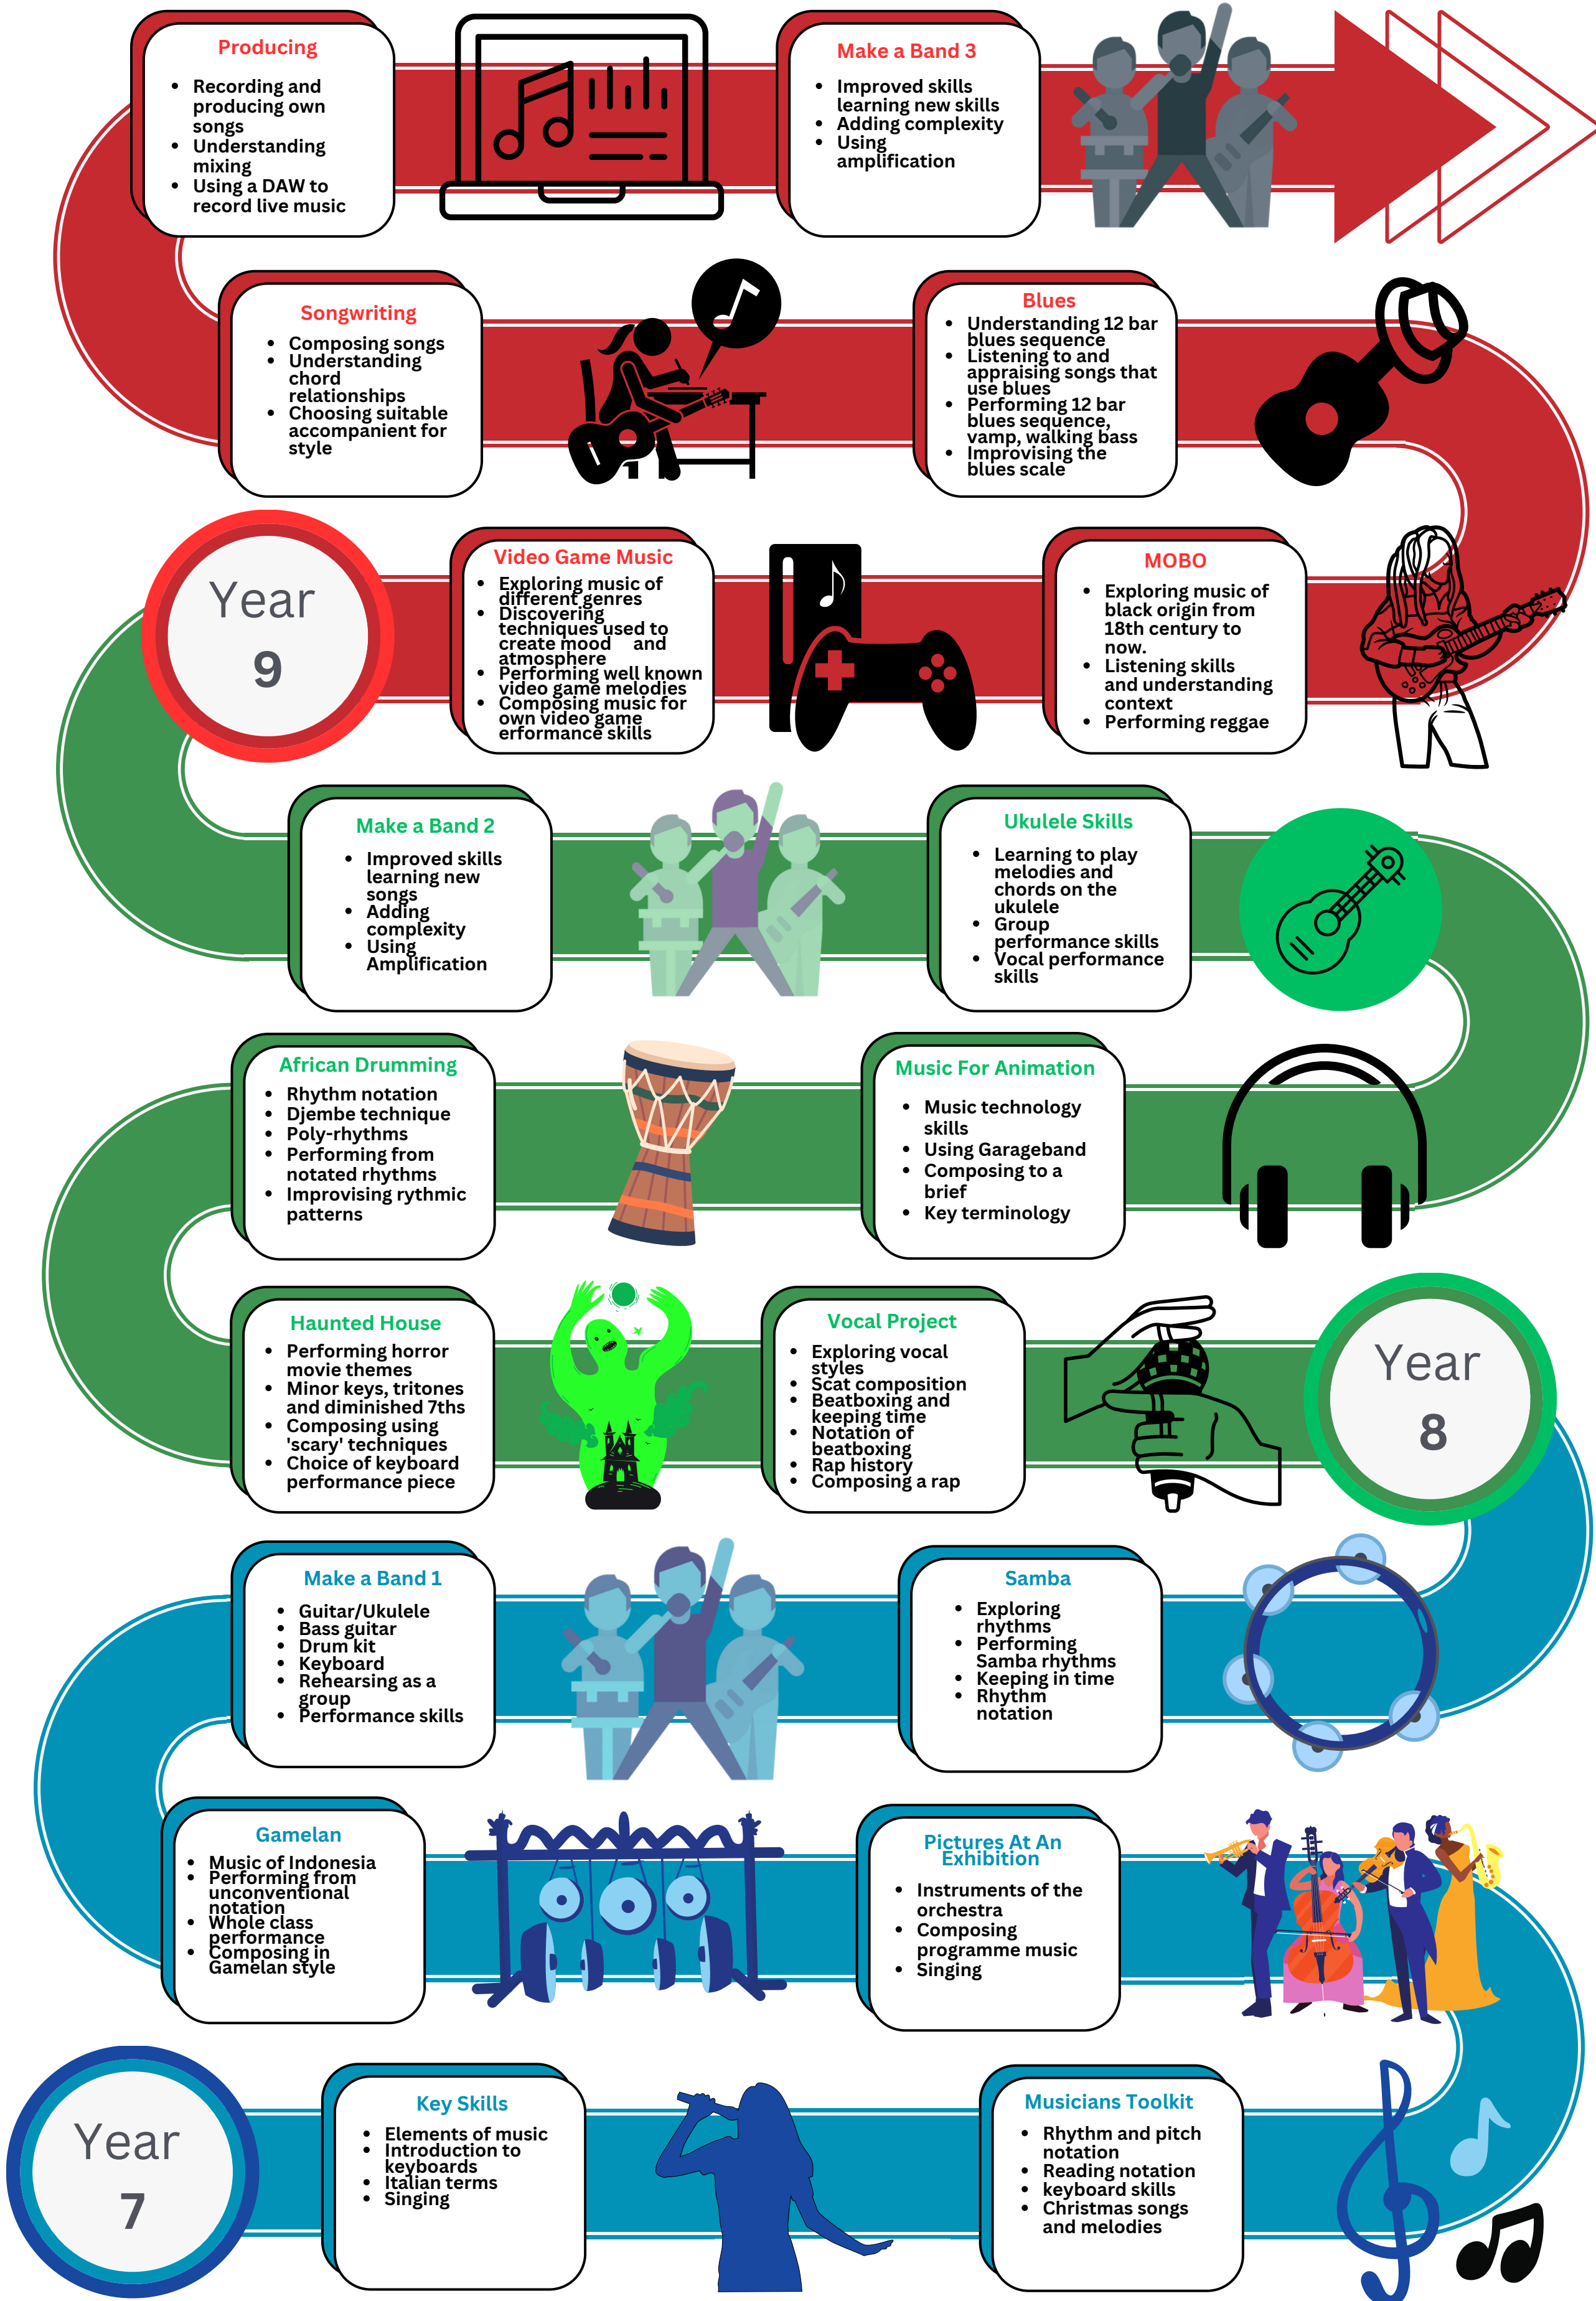 Producing
• Recording and
producing own
songs
• Understanding
mixing
• Using a DAW to
record live music
Make a Band 3
• Improved skills
learning new skills
• Adding complexity
• Using
amplification
Songwriting
• Composing songs
• Understanding
chord
relationships
• Choosing suitable
accompanient for
style
Blues
• Understanding 12 bar
blues sequence
• Listening to and
appraising songs that
use blues
• Performing 12 bar
blues sequence,
vamp, walking bass
• Improvising the
blues scale
Year
9
Video Game Music
• Exploring music of
different genres
• Discovering
techniques used to
create mood and
atmosphere
• Performing well known
video game melodies
• Composing music for
own video game
erformance skills
MOBO
• Exploring music of
black origin from
18th century to
now.
• Listening skills
and understanding
context
• Performing reggae
Make a Band 2
• Improved skills
learning new
songs
• Adding
complexity
• Using
Amplification
Ukulele Skills
• Learning to play
melodies and
chords on the
ukulele
• Group
performance skills
• Vocal performance
skills
African Drumming
• Rhythm notation
• Djembe technique
• Poly-rhythms
• Performing from
notated rhythms
• Improvising rythmic
patterns
Music For Animation
• Music technology
skills
• Using Garageband
• Composing to a
brief
• Key terminology
Haunted House
• Performing horror
movie themes
• Minor keys, tritones
and diminished 7ths
• Composing using
'scary' techniques
• Choice of keyboard
performance piece
Vocal Project
• Exploring vocal
styles
• Scat composition
• Beatboxing and
keeping time
• Notation of
beatboxing
• Rap history
• Composing a rap
Year
8
Make a Band 1
• Guitar/Ukulele
• Bass guitar
• Drum kit
• Keyboard
• Rehearsing as a
group
• Performance skills
Samba
• Exploring
rhythms
• Performing
Samba rhythms
• Keeping in time
• Rhythm
notation
Gamelan
• Music of Indonesia
• Performing from
unconventional
notation
• Whole class
performance
• Composing in
Gamelan style
Pictures At An
Exhibition
• Instruments of the
orchestra
• Composing
programme music
• Singing
Year
7
Key Skills
• Elements of music
• Introduction to
keyboards
• Italian terms
• Singing
Musicians Toolkit
• Rhythm and pitch
notation
• Reading notation
• keyboard skills
• Christmas songs
and melodies